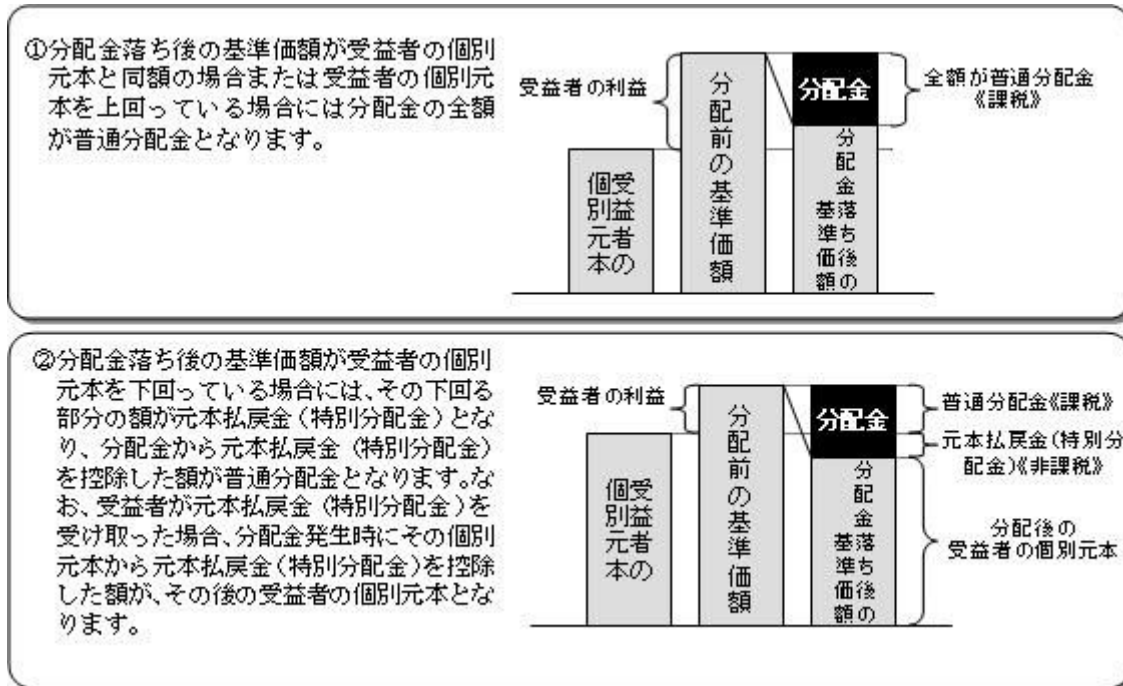 ①分配金落ち後の基準価額が受益者の個別
元本と同額の場合または受益者の個別元
本を上回っている場合には分配金の全額
が普通分配金となります。
受益者の利益
受益者の
個別元本
分配前の基準価額
分配金
分配金落ち後の
基準価額
全額が普通分配金
《課税》
②分配金落ち後の基準価額が受益者の個別
元本を下回っている場合には、その下回る
部分の額が元本払戻金(特別分配金)とな
り、分配金から元本払戻金(特別分配金)
を控除した額が普通分配金となります。な
お、受益者が元本払戻金(特別分配金)を
受け取った場合、分配金発生時にその個別
元本から元本払戻金(特別分配金)を控除
した額が、その後の受益者の個別元本とな
ります。
受益者の利益
受益者の
個別元本
分配前の基準価額
分配金
分配金落ち後の
基準価額
普通分配金《課税》
元本払戻金(特別分
配金)《非課税》
分配後の
受益者の個別元本